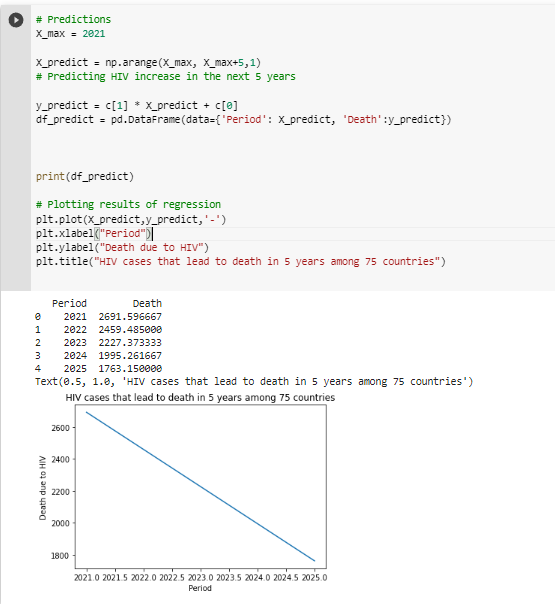 # Predictions
X_max = 2021
X_predict = np.arange(X_max, X_max+5,1)
# Predicting HIV increase in the next 5 years
y_predict = c[1] * X_predict + c[0]
df_predict = pd.DataFrame(data={'Period': X_predict, 'Death':y_predict})
print(df_predict)
# Plotting results of regression
plt.plot(X_predict,y_predict,'-')
plt.xlabel("Period")
plt.ylabel("Death due to HIV")
plt.title("HIV cases that lead to death in 5 years among 75 countries")
Period Death
0 2021 2691.596667
1 2022 2459.485000
2 2023 2227.373333
3 2024 1995.261667
4 2025 1763.150000
Text(0.5, 1.0, 'HIV cases that lead to death in 5 years among 75 countries')
HIV cases that lead to death in 5 years among 75 countries
2600
2400
2200
2000
1800
Death due to HIV
2021.0 2021.5 2022.0 2022.5 2023.0 2023.5 2024.0 2024.5 2025.0
Period